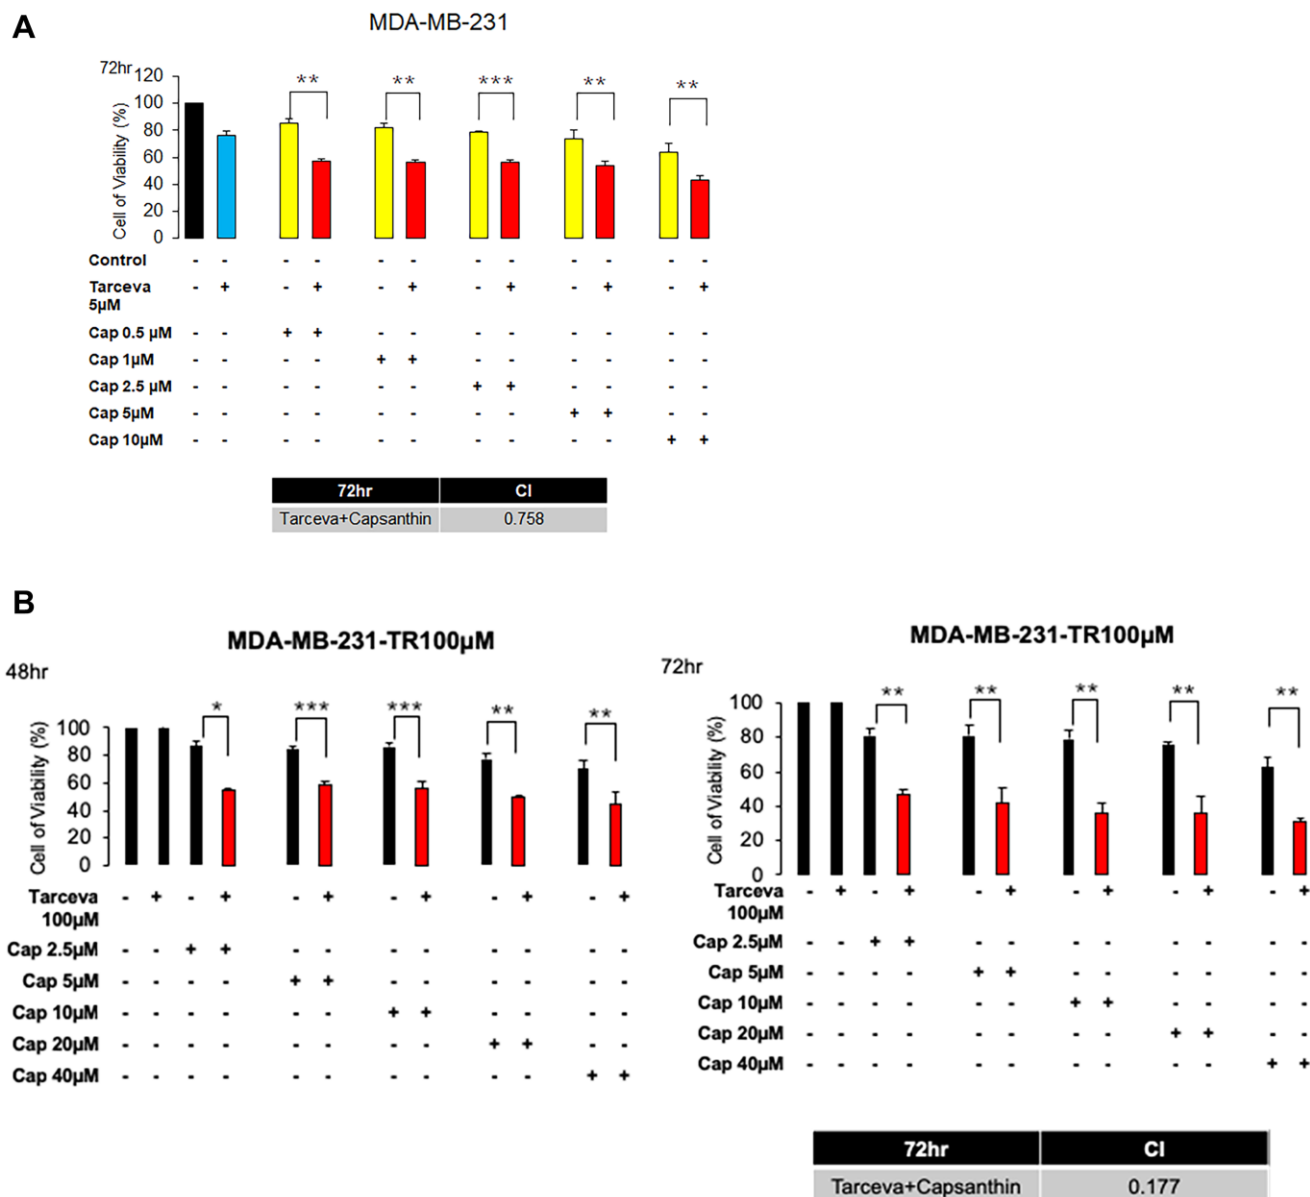 A
MDA-MB-231
72hr
Cell of Viability (%)
120
100
80
60
40
20
0
** ** *** ** **
Control - - - - - - - - - - - -
Tarceva 5µM - + - + - + - + - + - +
Cap 0.5 µM - - + + - - - - - - - -
Cap 1µM - - - - + + - - - - - -
Cap 2.5 µM - - - - - - + + - - - -
Cap 5µM - - - - - - - - + + - -
Cap 10µM - - - - - - - - - - + +
72hr CI
Tarceva+Capsanthin 0.758
B
MDA-MB-231-TR100µM
48hr
Cell of Viability (%)
100
80
60
40
20
0
* *** *** ** **
Tarceva 100µM - + - + - + - + - + - +
Cap 2.5µM - - + + - - - - - - - -
Cap 5µM - - - - + + - - - - - -
Cap 10µM - - - - - - + + - - - -
Cap 20µM - - - - - - - - + + - -
Cap 40µM - - - - - - - - - - + +
MDA-MB-231-TR100µM
72hr
Cell of Viability (%)
100
80
60
40
20
0
** ** ** ** **
Tarceva 100µM - + - + - + - + - + - +
Cap 2.5µM - - + + - - - - - - - -
Cap 5µM - - - - + + - - - - - -
Cap 10µM - - - - - - + + - - - -
Cap 20µM - - - - - - - - + + - -
Cap 40µM - - - - - - - - - - + +
72hr CI
Tarceva+Capsanthin 0.177